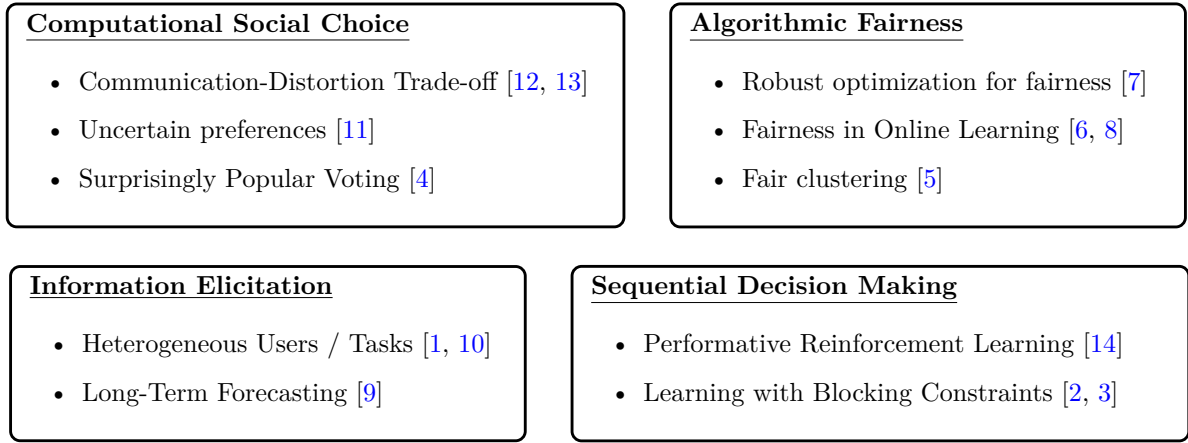 Computational Social Choice
• Communication-Distortion Trade-off [12, 13]
• Uncertain preferences [11]
• Surprisingly Popular Voting [4]
Algorithmic Fairness
• Robust optimization for fairness [7]
• Fairness in Online Learning [6, 8]
• Fair clustering [5]
Information Elicitation
• Heterogeneous Users / Tasks [1, 10]
• Long-Term Forecasting [9]
Sequential Decision Making
• Performative Reinforcement Learning [14]
• Learning with Blocking Constraints [2, 3]